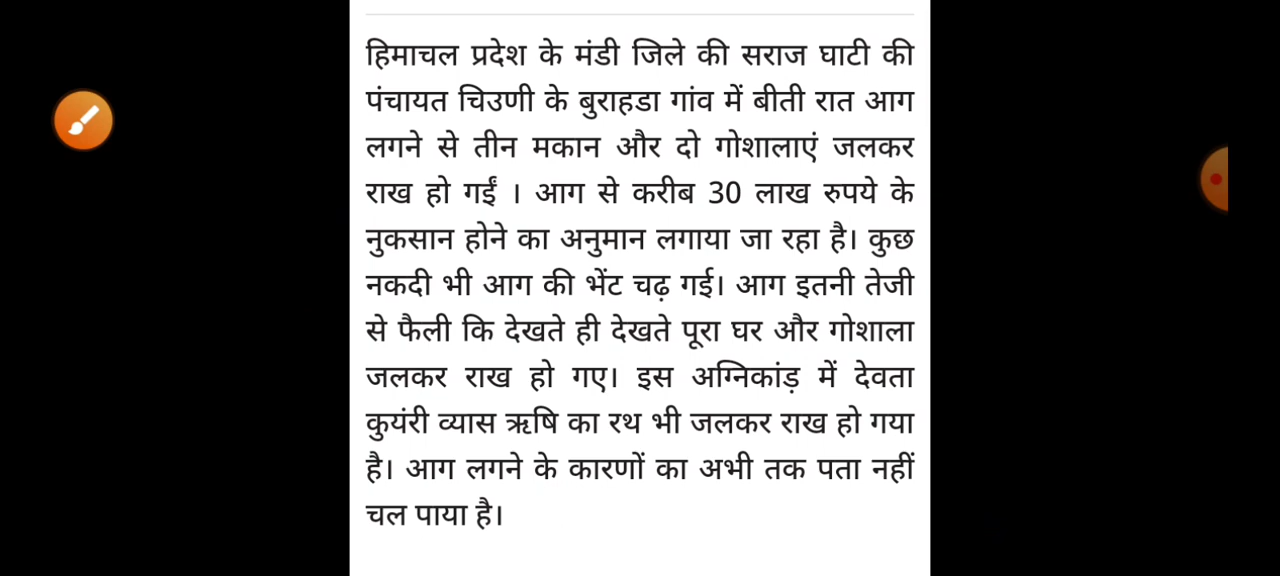 हिमाचल प्रदेश के मंडी जिले की सराज घाटी की
पंचायत चिउणी के बुराहडा गांव में बीती रात आग
लगने से तीन मकान और दो गोशालाएं जलकर
राख हो गईं । आग से करीब 30 लाख रुपये के
नुकसान होने का अनुमान लगाया जा रहा है। कुछ
नकदी भी आग की भेंट चढ़ गई। आग इतनी तेजी
से फैली कि देखते ही देखते पूरा घर और गोशाला
जलकर राख हो गए। इस अग्निकांड़ में देवता
कुयंरी व्यास ऋषि का रथ भी जलकर राख हो गया
है। आग लगने के कारणों का अभी तक पता नहीं
चल पाया है।